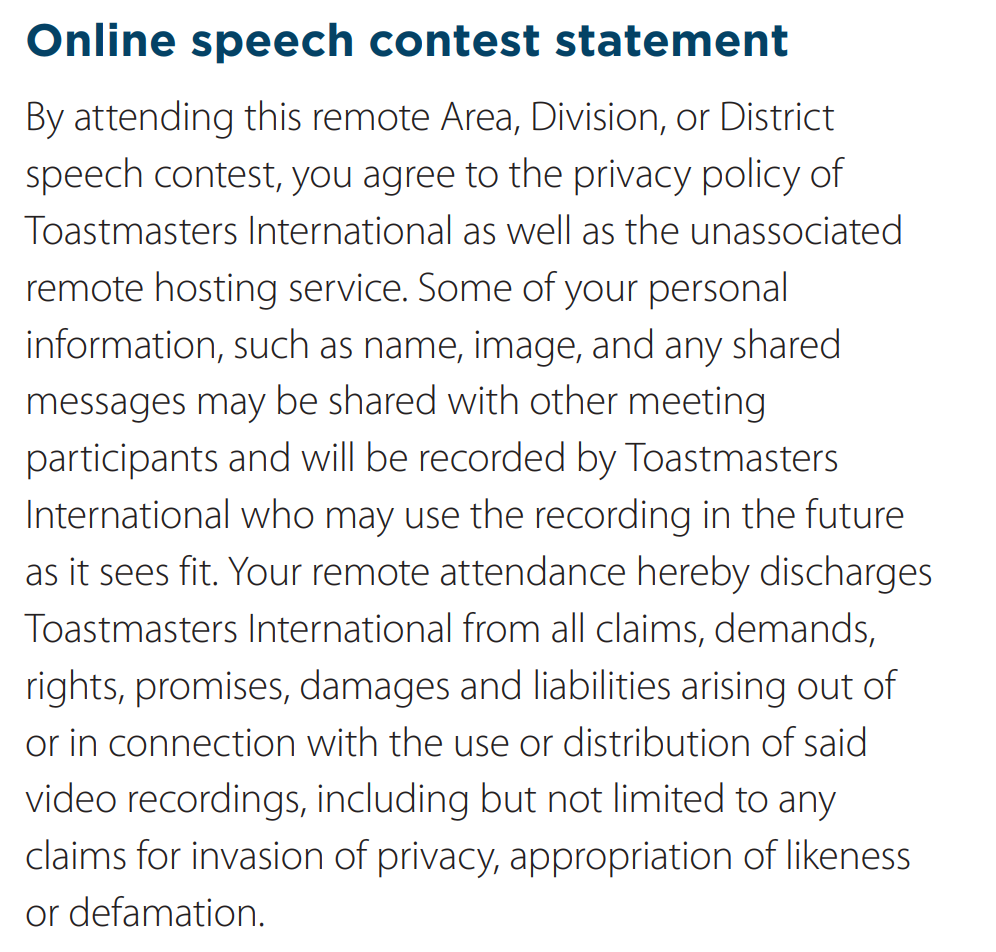 Online speech contest statement
By attending this remote Area, Division, or District
speech contest, you agree to the privacy policy of
Toastmasters International as well as the unassociated
remote hosting service. Some of your personal
information, such as name, image, and any shared
messages may be shared with other meeting
participants and will be recorded by Toastmasters
International who may use the recording in the future
as it sees fit. Your remote attendance hereby discharges
Toastmasters International from all claims, demands,
rights, promises, damages and liabilities arising out of
or in connection with the use or distribution of said
video recordings, including but not limited to any
claims for invasion of privacy, appropriation of likeness
or defamation.